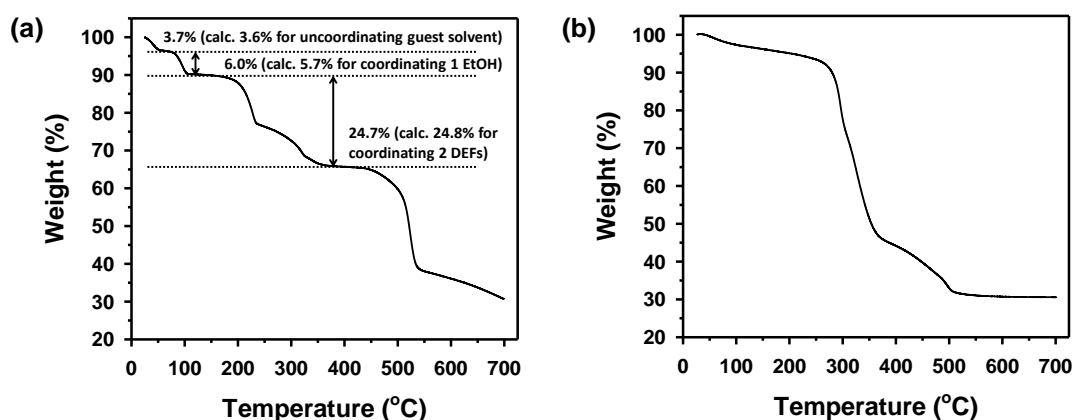 (a)
100
90
80
70
60
50
40
30
20
Weight (%)
3.7% (calc. 3.6% for uncoordinating guest solvent)
6.0% (calc. 5.7% for coordinating 1 EtOH)
24.7% (calc. 24.8% for
coordinating 2 DEFs)
0 100 200 300 400 500 600 700
Temperature (°C)
(b)
100
90
80
70
60
50
40
30
20
Weight (%)
0 100 200 300 400 500 600 700
Temperature (°C)